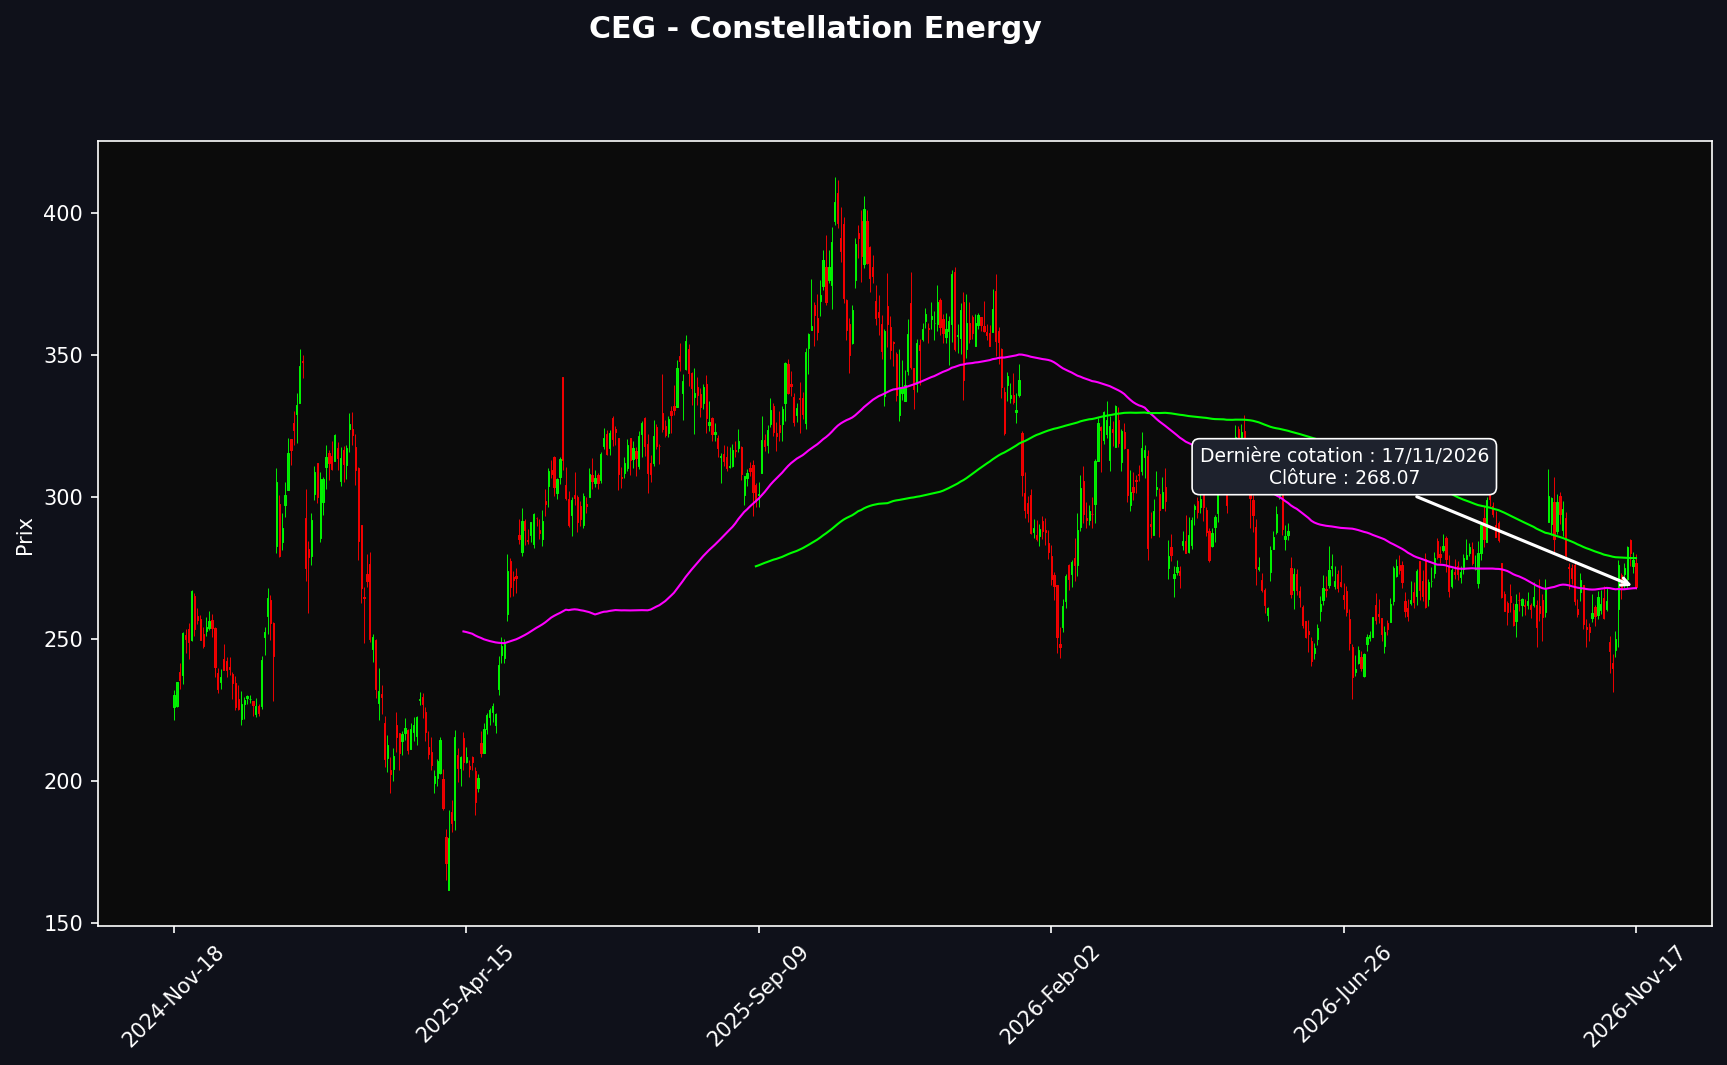 CEG - Constellation Energy
Prix
400
350
300
250
200
150
Dernière cotation : 17/11/2026
Clôture : 268.07
2024-Nov-18
2025-Apr-15
2025-Sep-09
2026-Feb-02
2026-Jun-26
2026-Nov-17